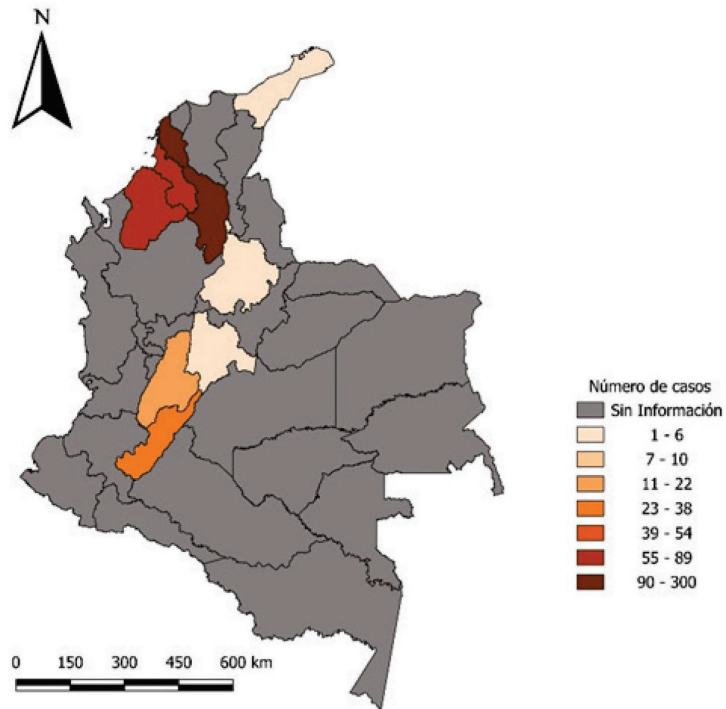 N
Número de casos
Sin Información
1 - 6
7 - 10
11 - 22
23 - 38
39 - 54
55 - 89
90 - 300
0 150 300 450 600 km